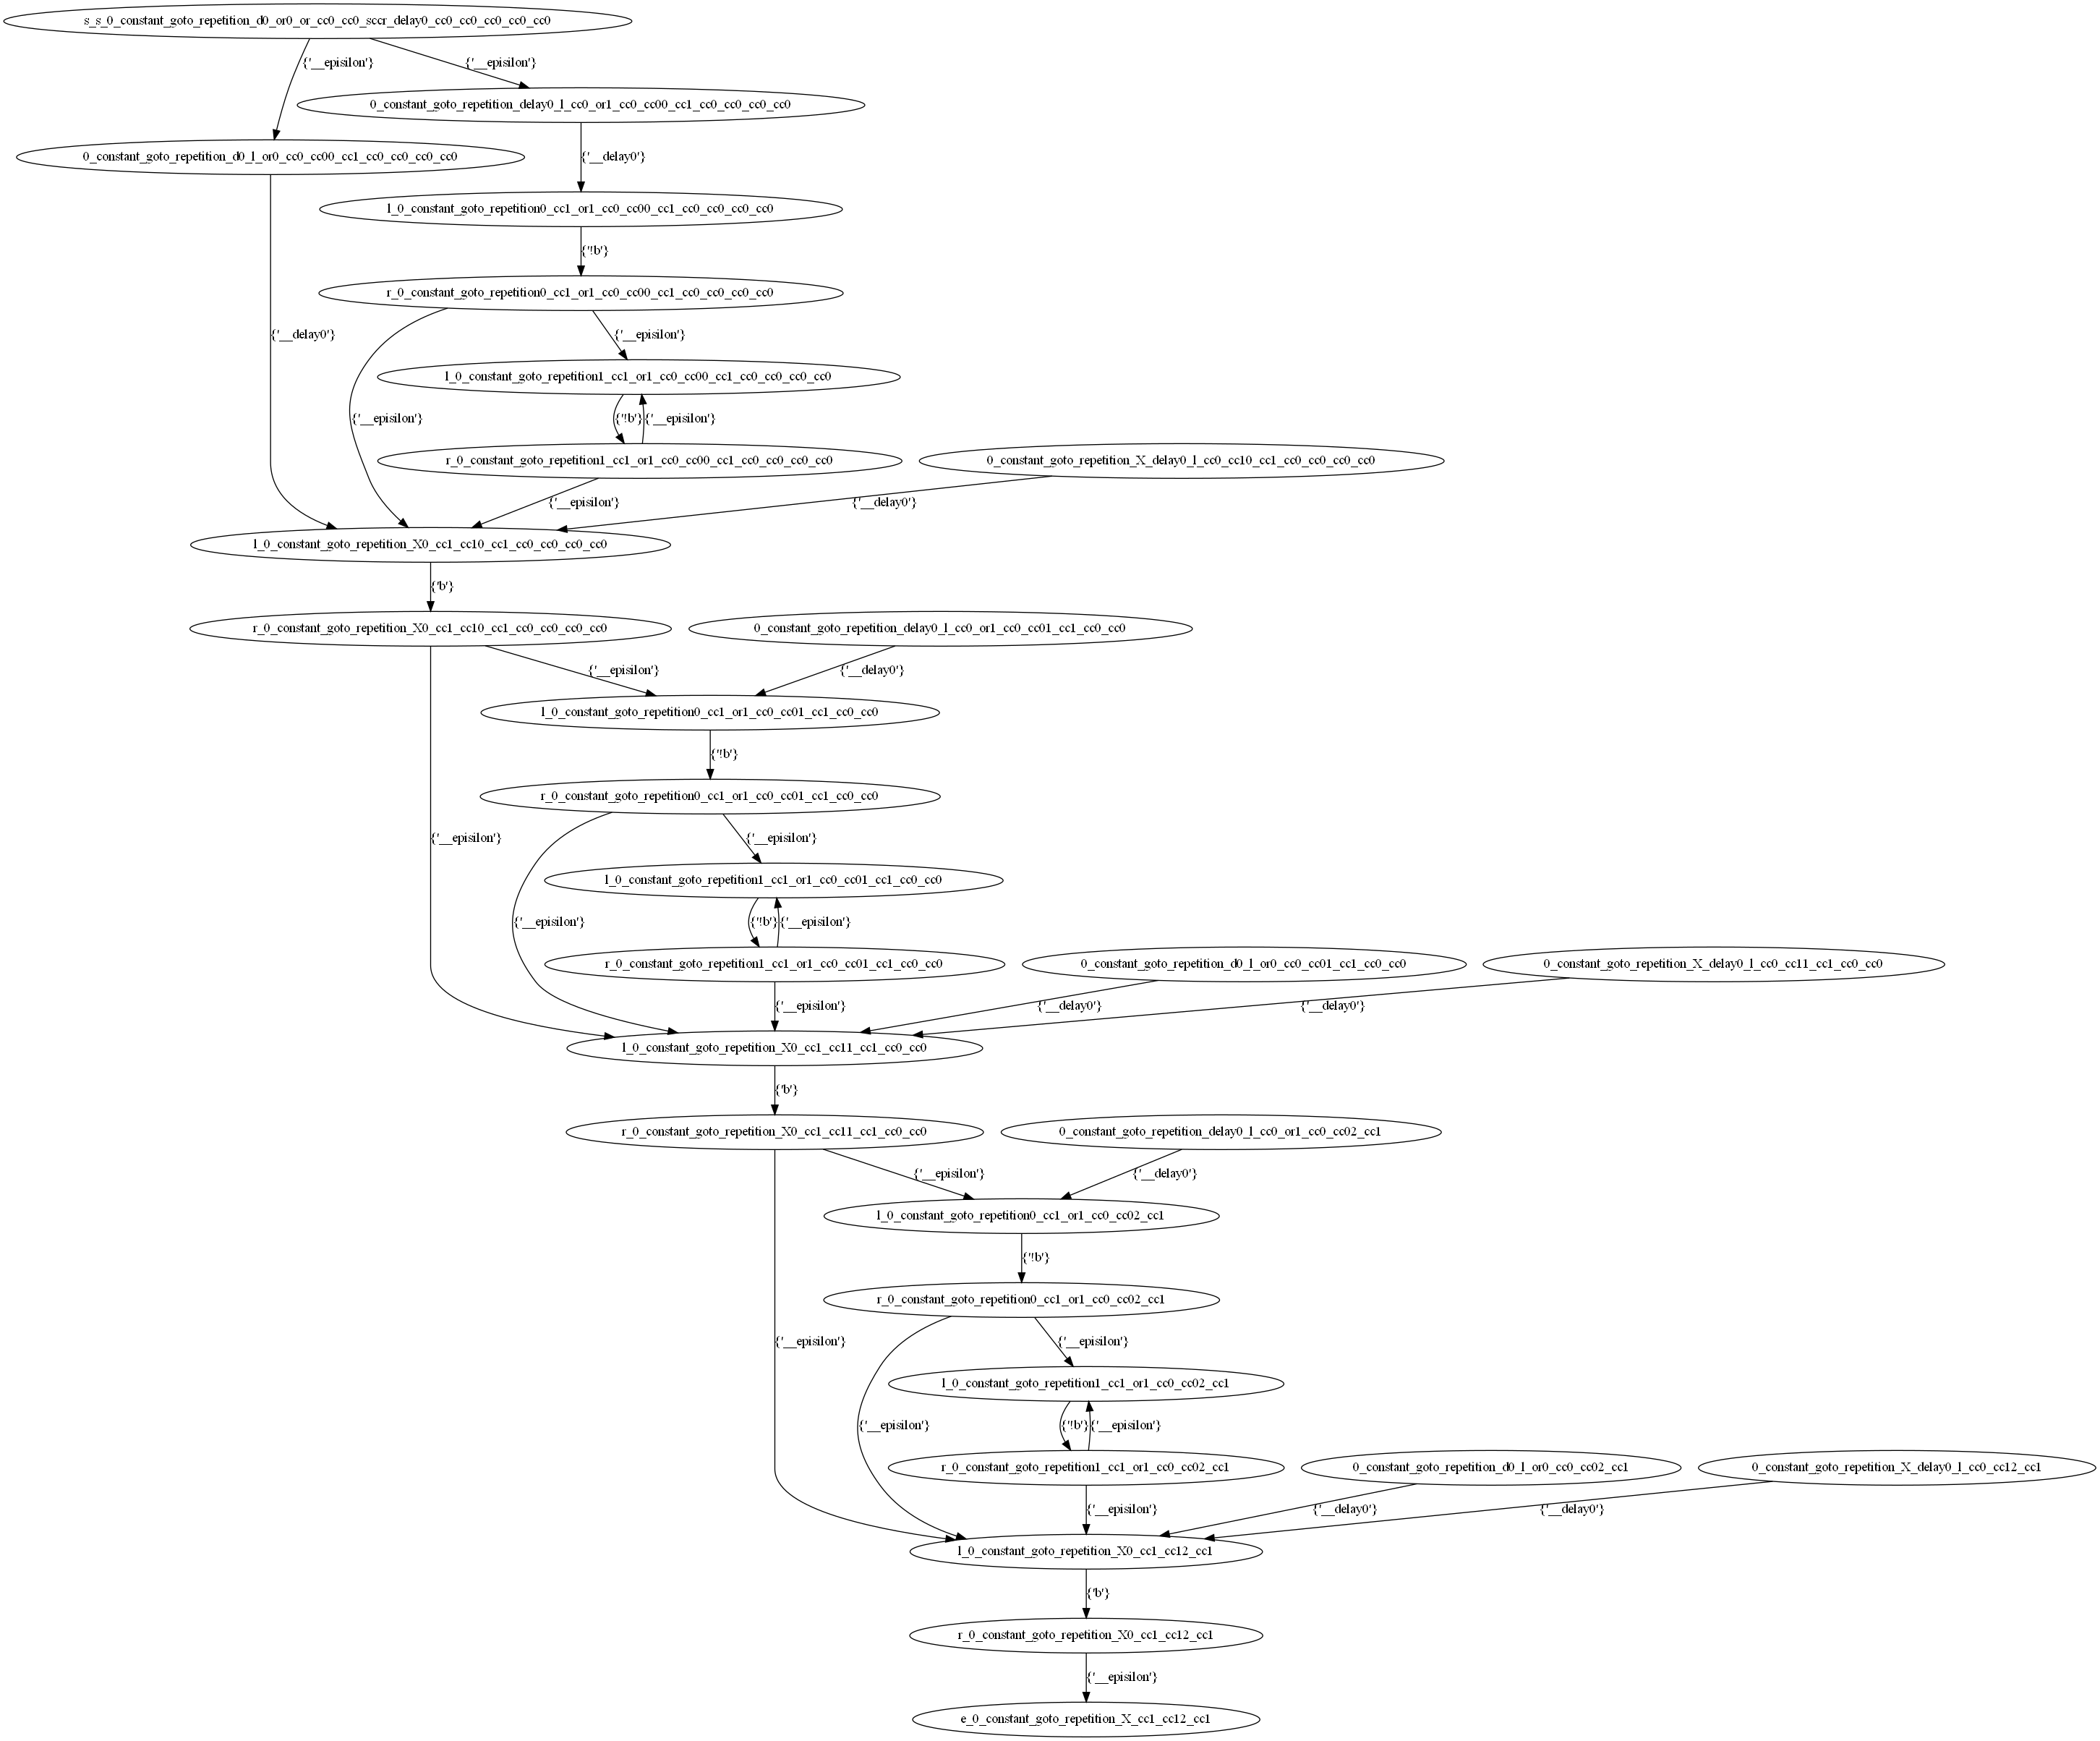 s_s_0_constant_goto_repetition_d0_or0_or_cc0_cc0_sccr_delay0_cc0_cc0_cc0_cc0_cc0
{'__episilon'}
{'__episilon'}
0_constant_goto_repetition_delay0_l_cc0_or1_cc0_cc00_cc1_cc0_cc0_cc0_cc0
0_constant_goto_repetition_d0_l_or0_cc0_cc00_cc1_cc0_cc0_cc0_cc0
{'__delay0'}
l_0_constant_goto_repetition0_cc1_or1_cc0_cc00_cc1_cc0_cc0_cc0_cc0
{'!b'}
r_0_constant_goto_repetition0_cc1_or1_cc0_cc00_cc1_cc0_cc0_cc0_cc0
{'__delay0'}
{'__episilon'}
l_0_constant_goto_repetition1_cc1_or1_cc0_cc00_cc1_cc0_cc0_cc0_cc0
{'__episilon'}
{'!b'}
{'__episilon'}
r_0_constant_goto_repetition1_cc1_or1_cc0_cc00_cc1_cc0_cc0_cc0_cc0
0_constant_goto_repetition_X_delay0_l_cc0_cc10_cc1_cc0_cc0_cc0_cc0
{'__episilon'}
{'__delay0'}
l_0_constant_goto_repetition_X0_cc1_cc10_cc1_cc0_cc0_cc0_cc0
{'b'}
r_0_constant_goto_repetition_X0_cc1_cc10_cc1_cc0_cc0_cc0_cc0
0_constant_goto_repetition_delay0_l_cc0_or1_cc0_cc01_cc1_cc0_cc0
{'__episilon'}
{'__delay0'}
l_0_constant_goto_repetition0_cc1_or1_cc0_cc01_cc1_cc0_cc0
{'!b'}
r_0_constant_goto_repetition0_cc1_or1_cc0_cc01_cc1_cc0_cc0
{'__episilon'}
{'__episilon'}
l_0_constant_goto_repetition1_cc1_or1_cc0_cc01_cc1_cc0_cc0
{'__episilon'}
{'!b'}
{'__episilon'}
r_0_constant_goto_repetition1_cc1_or1_cc0_cc01_cc1_cc0_cc0
0_constant_goto_repetition_d0_l_or0_cc0_cc01_cc1_cc0_cc0
0_constant_goto_repetition_X_delay0_l_cc0_cc11_cc1_cc0_cc0
{'__episilon'}
{'__delay0'}
{'__delay0'}
l_0_constant_goto_repetition_X0_cc1_cc11_cc1_cc0_cc0
{'b'}
r_0_constant_goto_repetition_X0_cc1_cc11_cc1_cc0_cc0
0_constant_goto_repetition_delay0_l_cc0_or1_cc0_cc02_cc1
{'__episilon'}
{'__delay0'}
l_0_constant_goto_repetition0_cc1_or1_cc0_cc02_cc1
{'!b'}
r_0_constant_goto_repetition0_cc1_or1_cc0_cc02_cc1
{'__episilon'}
{'__episilon'}
l_0_constant_goto_repetition1_cc1_or1_cc0_cc02_cc1
{'__episilon'}
{'!b'}
{'__episilon'}
r_0_constant_goto_repetition1_cc1_or1_cc0_cc02_cc1
0_constant_goto_repetition_d0_l_or0_cc0_cc02_cc1
0_constant_goto_repetition_X_delay0_l_cc0_cc12_cc1
{'__episilon'}
{'__delay0'}
{'__delay0'}
l_0_constant_goto_repetition_X0_cc1_cc12_cc1
{'b'}
r_0_constant_goto_repetition_X0_cc1_cc12_cc1
{'__episilon'}
e_0_constant_goto_repetition_X_cc1_cc12_cc1